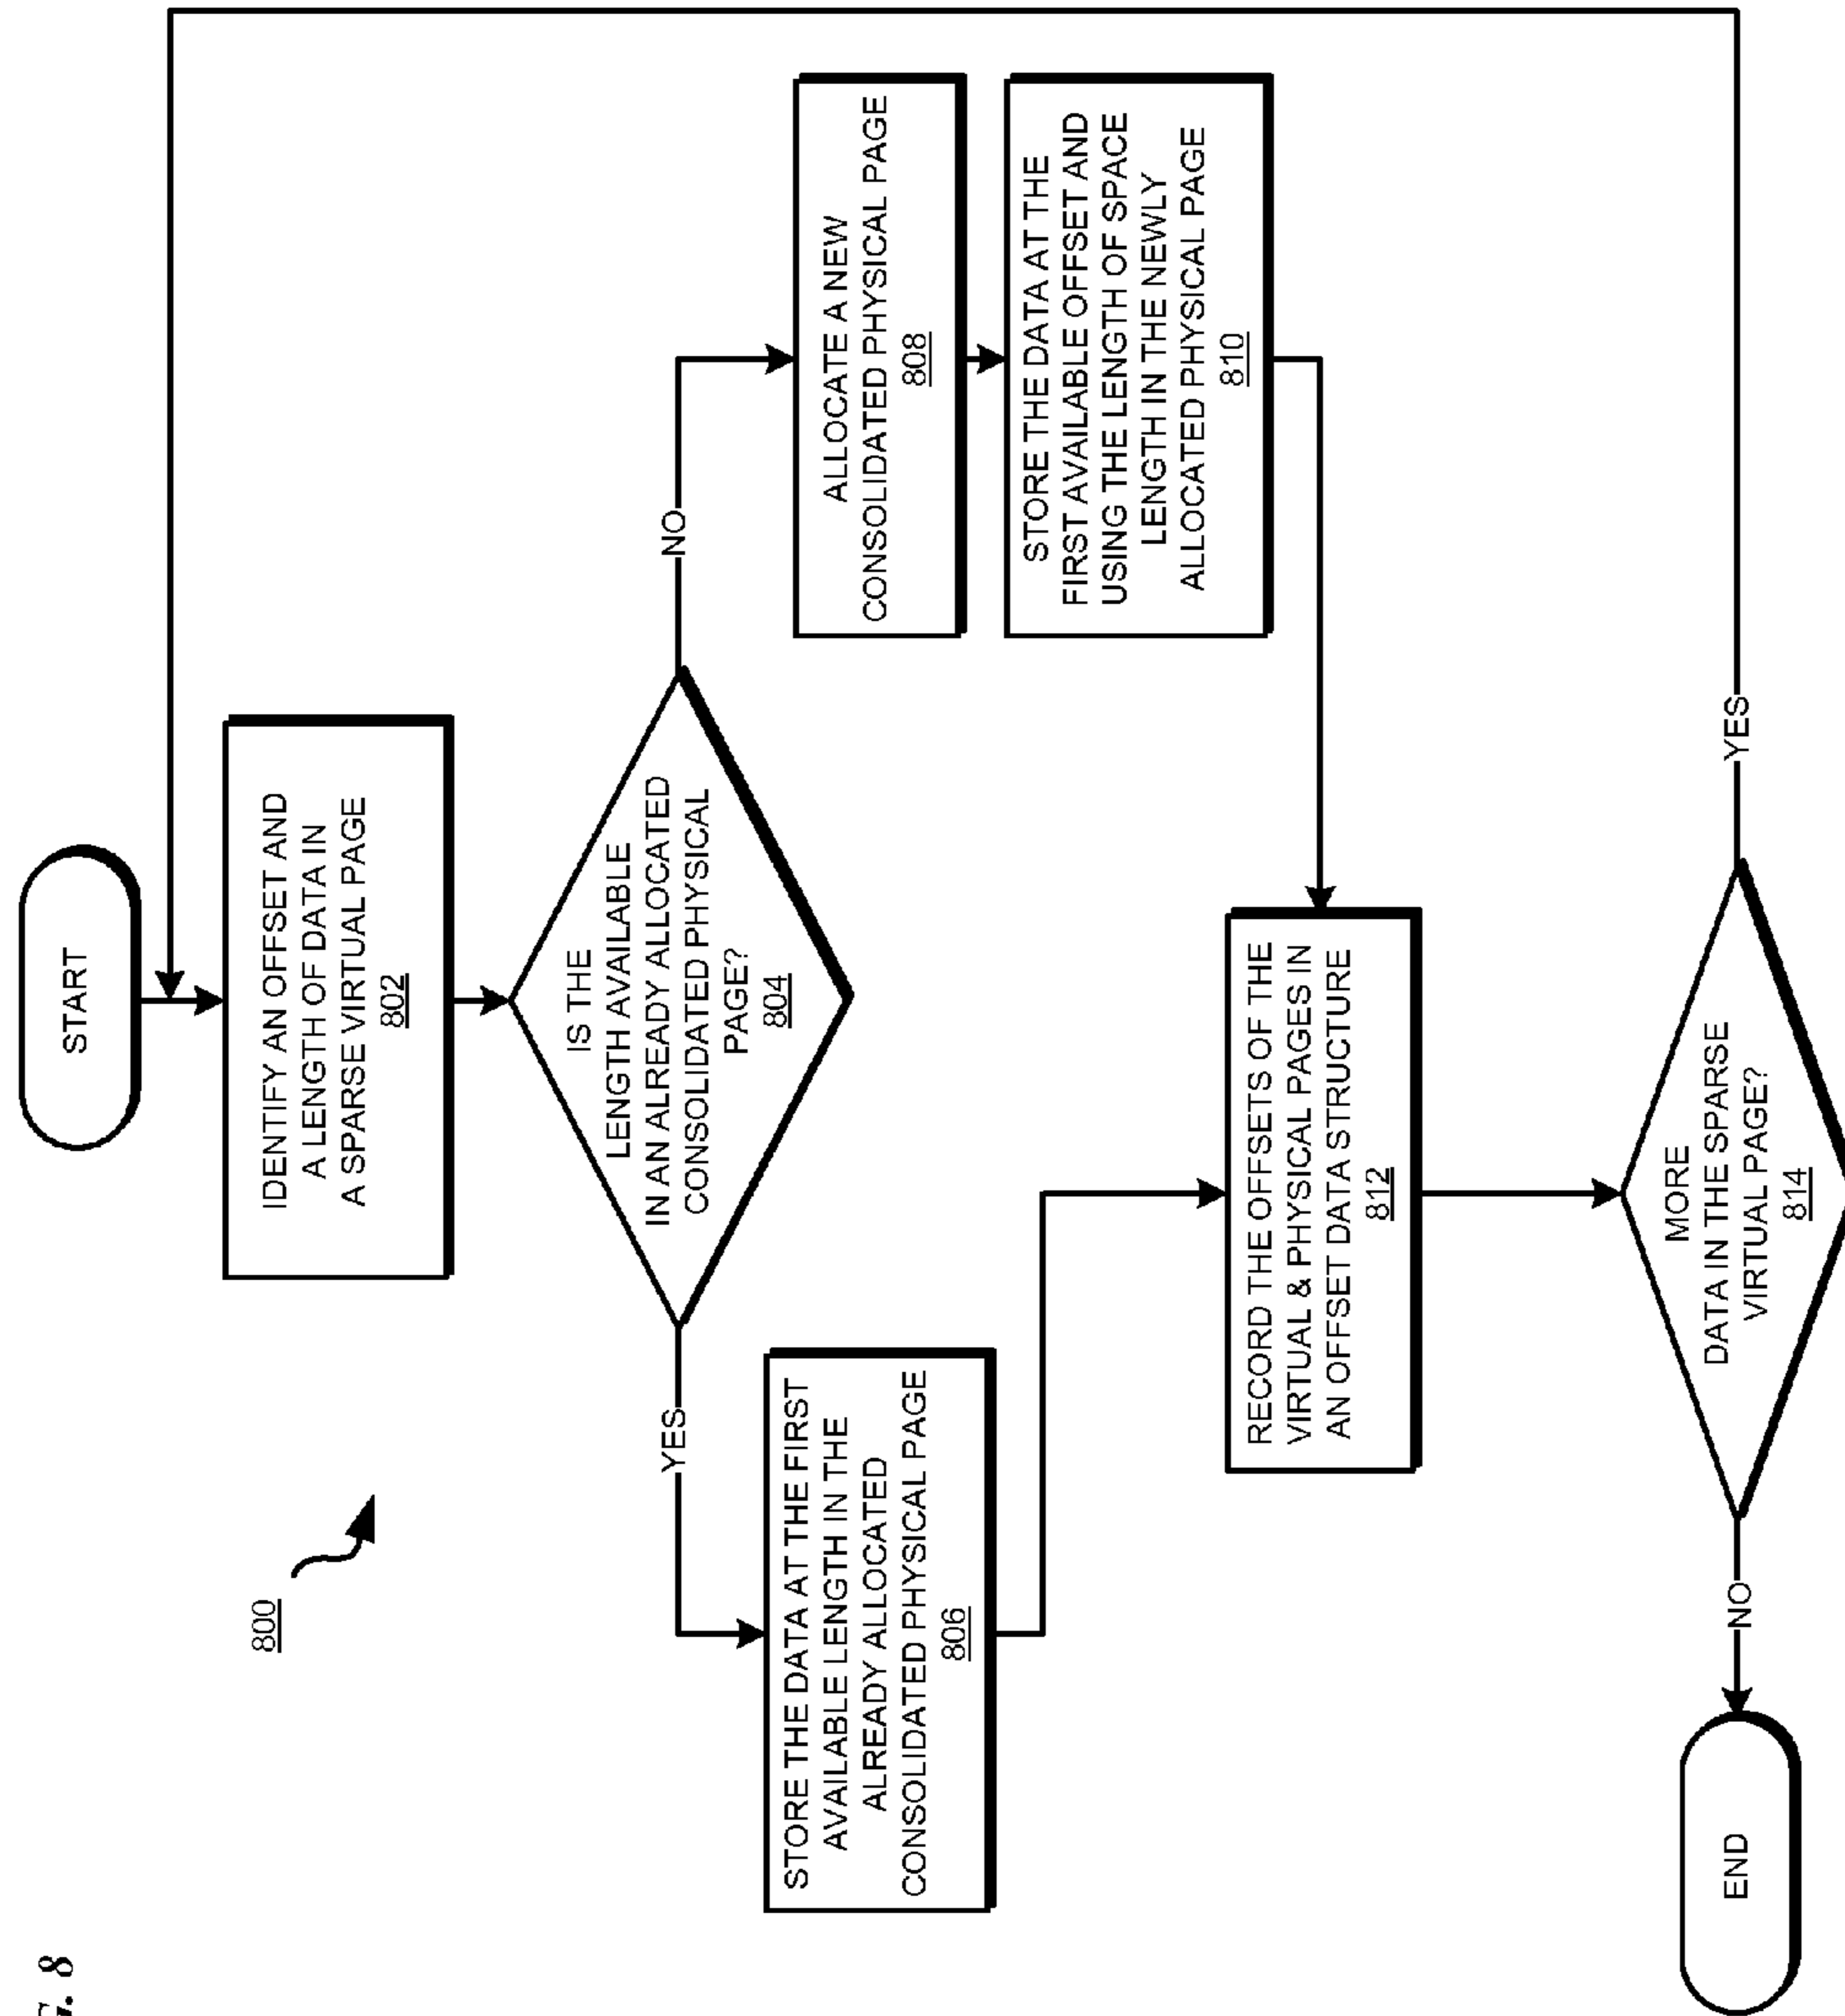 START
IDENTIFY AN OFFSET AND
A LENGTH OF DATA IN
A SPARSE VIRTUAL PAGE
802
IS THE
LENGTH AVAILABLE
IN AN ALREADY ALLOCATED
CONSOLIDATED PHYSICAL
PAGE?
804
YES
NO
800
STORE THE DATA AT THE FIRST
AVAILABLE LENGTH IN THE
ALREADY ALLOCATED
CONSOLIDATED PHYSICAL PAGE
806
ALLOCATE A NEW
CONSOLIDATED PHYSICAL PAGE
808
STORE THE DATA AT THE
FIRST AVAILABLE OFFSET AND
USING THE LENGTH OF SPACE
LENGTH IN THE NEWLY
ALLOCATED PHYSICAL PAGE
810
RECORD THE OFFSETS OF THE
VIRTUAL & PHYSICAL PAGES IN
AN OFFSET DATA STRUCTURE
812
MORE
DATA IN THE SPARSE
VIRTUAL PAGE?
814
NO
YES
END
8